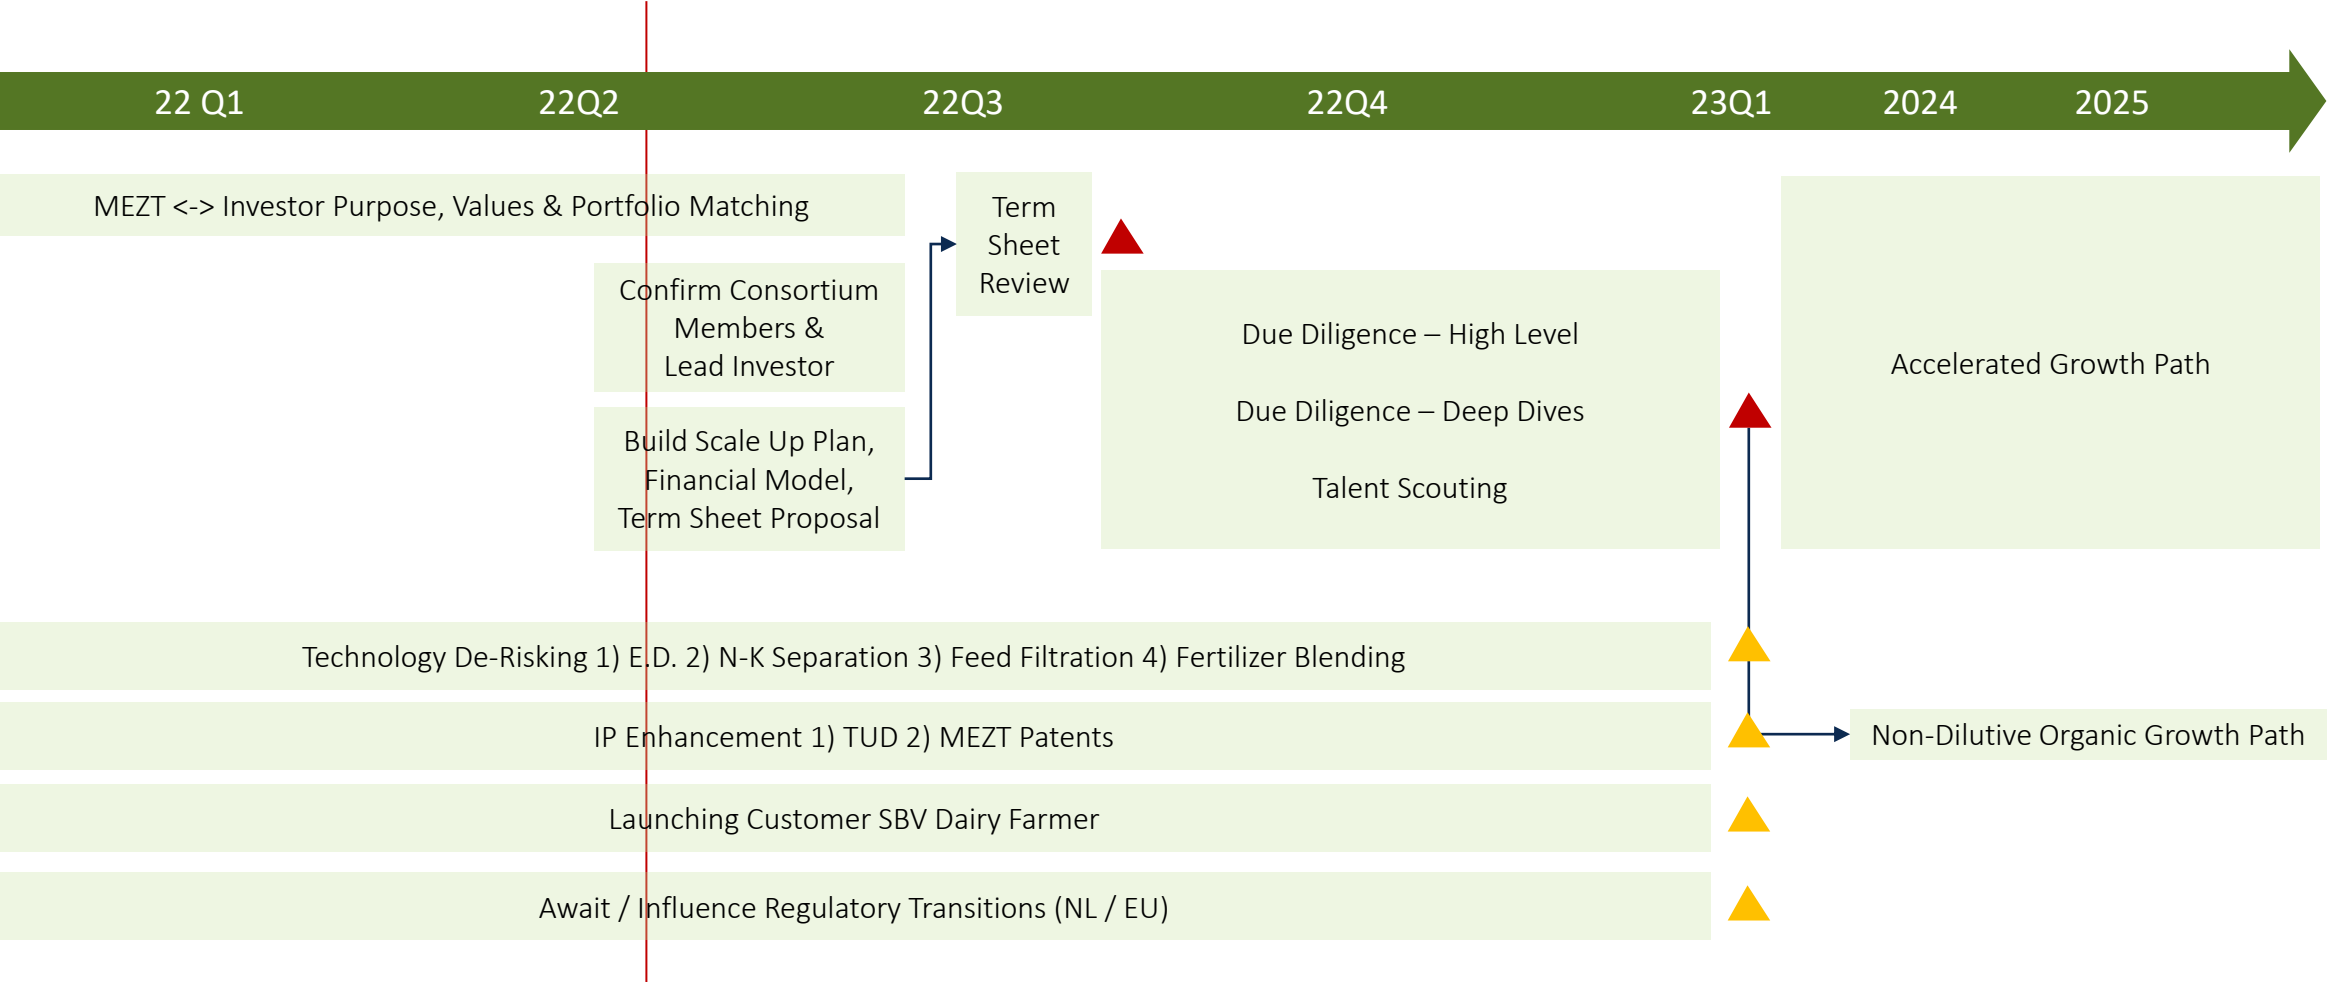 22 Q1
22Q2
22Q3
22Q4
23Q1
2024
2025
MEZT <-> Investor Purpose, Values & Portfolio Matching
Confirm Consortium
Members &
Lead Investor
Build Scale Up Plan,
Financial Model,
Term Sheet Proposal
Term
Sheet
Review
Due Diligence – High Level
Due Diligence – Deep Dives
Talent Scouting
Accelerated Growth Path
Technology De-Risking 1) E.D. 2) N-K Separation 3) Feed Filtration 4) Fertilizer Blending
IP Enhancement 1) TUD 2) MEZT Patents
Non-Dilutive Organic Growth Path
Launching Customer SBV Dairy Farmer
Await / Influence Regulatory Transitions (NL / EU)